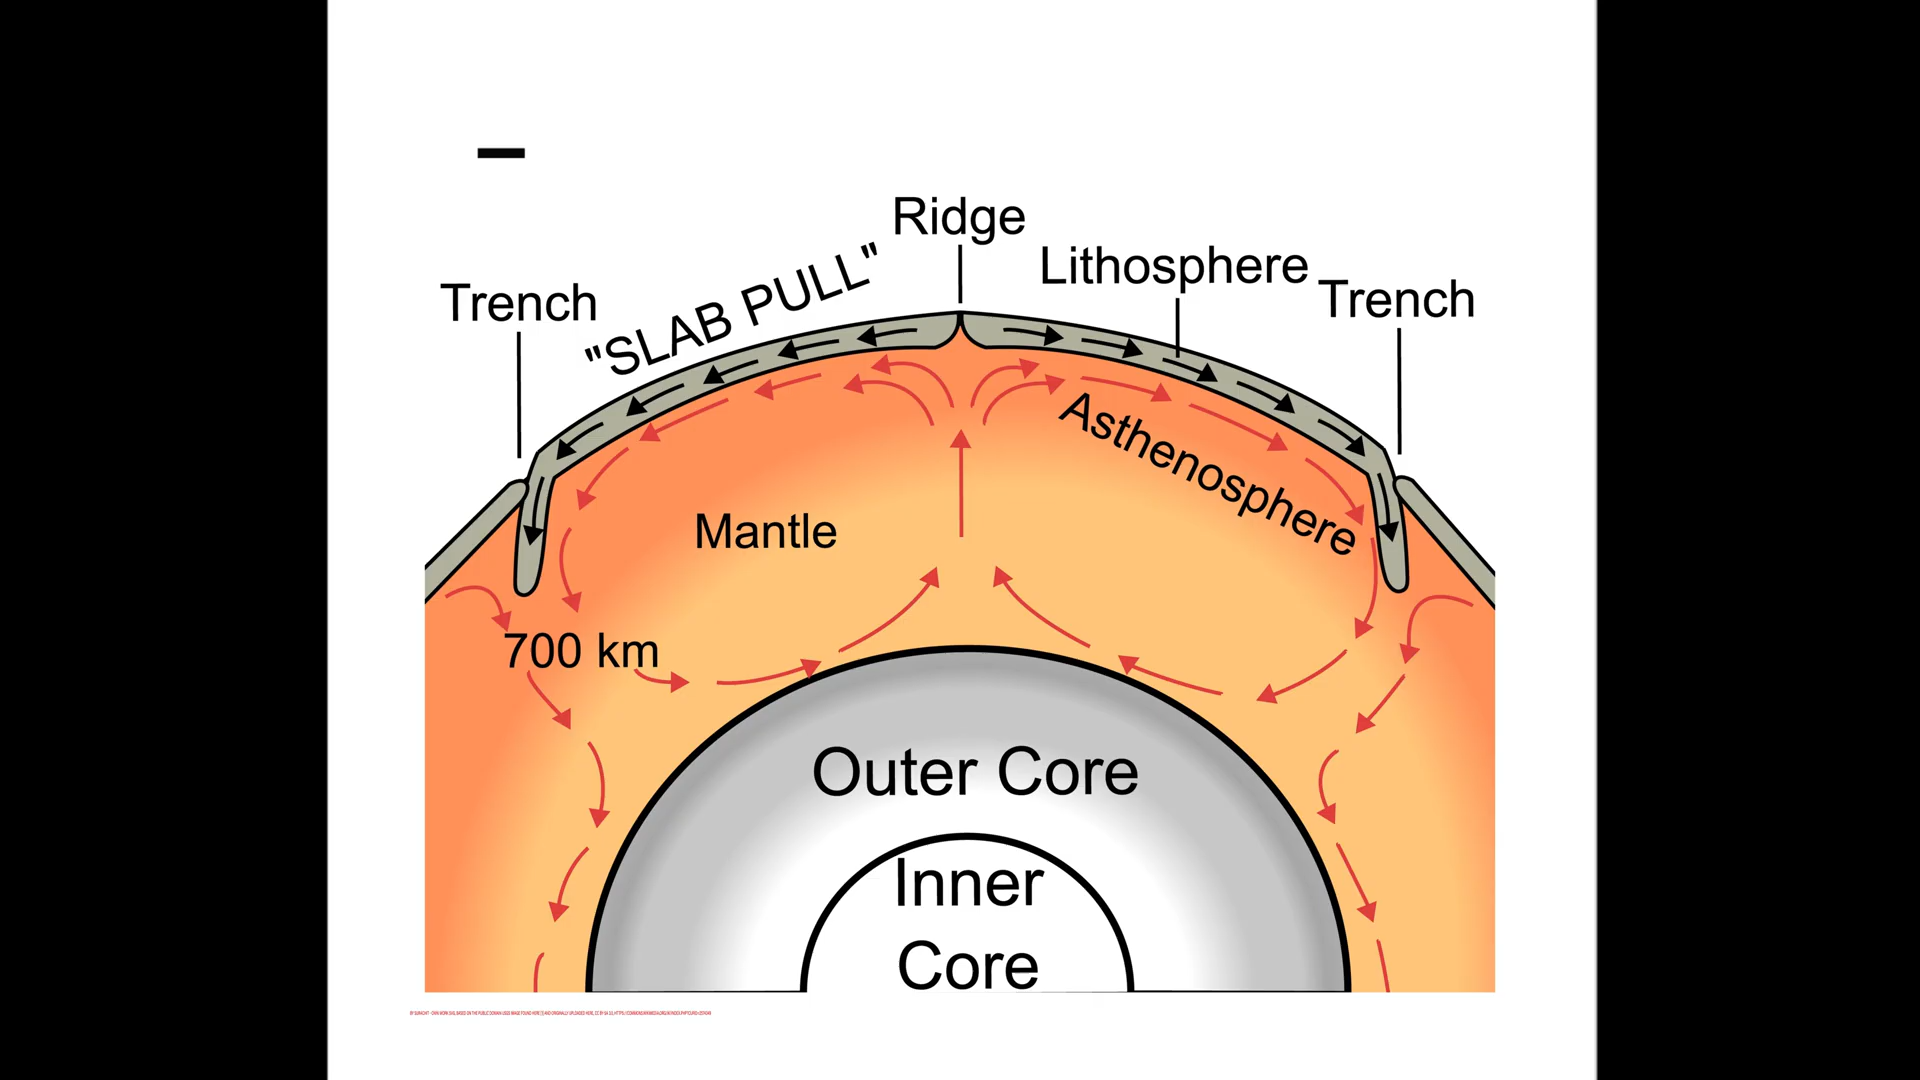 Ridge
Lithosphere
Trench
"SLAB PULL"
Trench
Asthenosphere
Mantle
700 km
Outer Core
Inner
Core